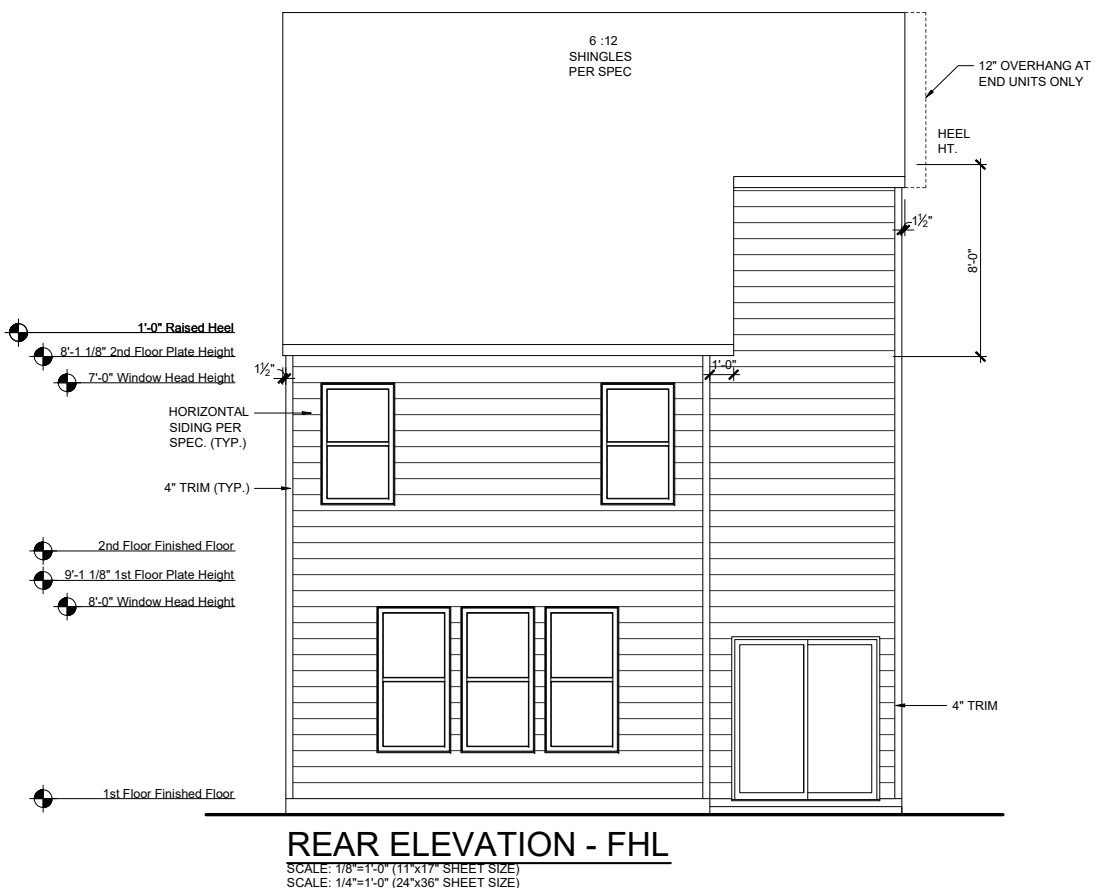 6 :12
SHINGLES
PER SPEC
12" OVERHANG AT
END UNITS ONLY
HEEL
HT.
1½"
8'-0"
1'-0" Raised Heel
8'-1 1/8" 2nd Floor Plate Height
1½"
1'-0"
7'-0" Window Head Height
HORIZONTAL
SIDING PER
SPEC. (TYP.)
4" TRIM (TYP.)
2nd Floor Finished Floor
9'-1 1/8" 1st Floor Plate Height
8'-0" Window Head Height
4" TRIM
1st Floor Finished Floor
REAR ELEVATION - FHL
SCALE: 1/8"=1'-0" (11"x17" SHEET SIZE)
SCALE: 1/4"=1'-0" (24"x36" SHEET SIZE)